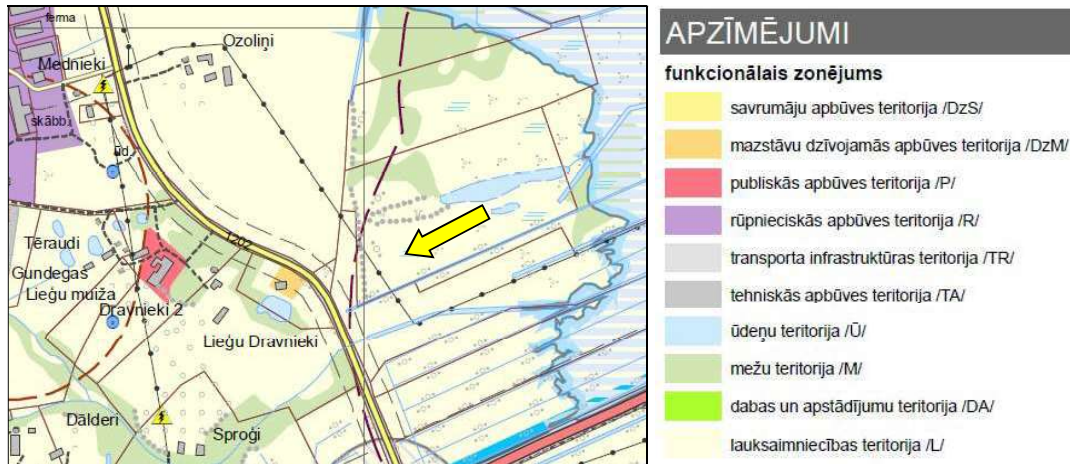 ferma
Ozoliņi
Mednieki
skābb.
ūd.
1202
Tēraudi
Gundegas
Lieģu muiža
Dravnieki 2
Lieģu Dravnieki
Dālderi
Sproģi
APZĪMĒJUMI
funkcionālais zonējums
savrumāju apbūves teritorija /DzS/
mazstāvu dzīvojamās apbūves teritorija /DzM/
publiskās apbūves teritorija /P/
rūpnieciskās apbūves teritorija /R/
transporta infrastruktūras teritorija /TR/
tehniskās apbūves teritorija /TA/
ūdeņu teritorija /Ū/
mežu teritorija /M/
dabas un apstādījumu teritorija /DA/
lauksaimniecības teritorija /L/